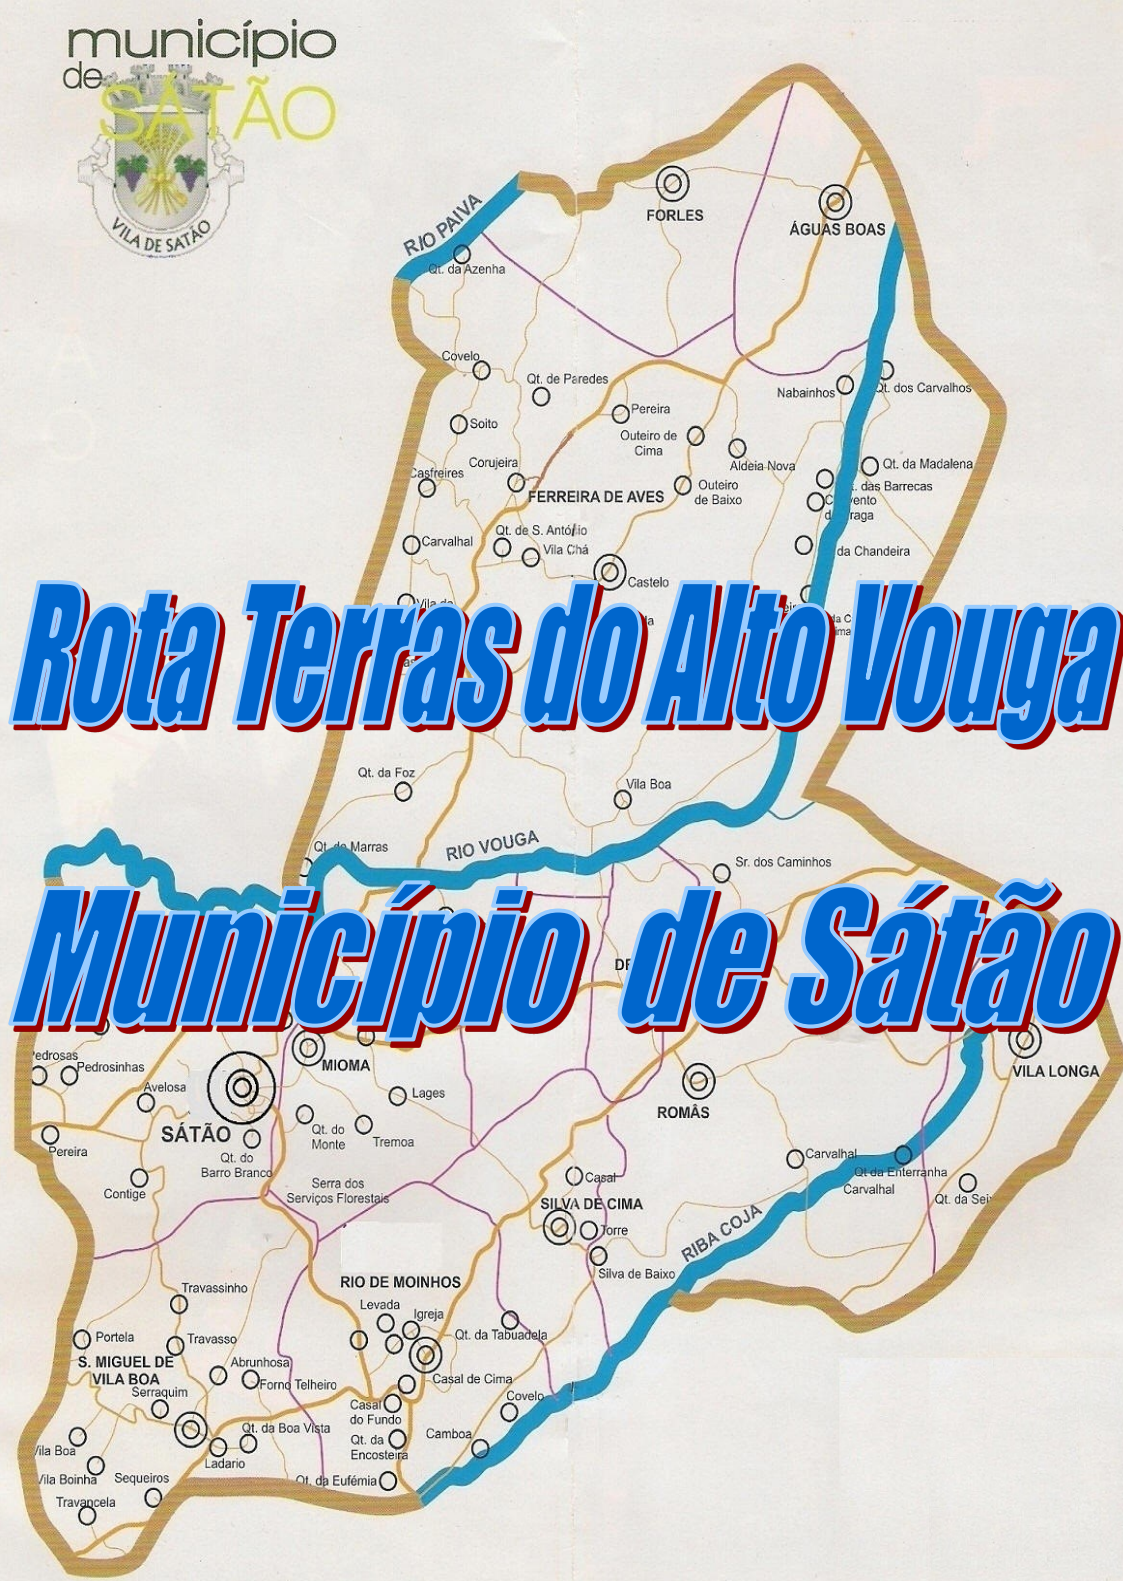 município
de
SÁTÃO
VILA DE SATÃO
RIO PAIVA
FORLES
ÁGUAS BOAS
Qt. da Azenha
Covelo
Qt. de Paredes
Nabainhos
Qt. dos Carvalhos
Pereira
Soito
Outeiro de
Cima
Aldeia Nova
Qt. da Madalena
Corujeira
Casfreires
Outeiro
de Baixo
das Barrecas
FERREIRA DE AVES
Qt. de S. António
Carvalhal
Vila Chá
da Chandeira
Castelo
Rota Terras do Alto Vouga
Qt. da Foz
Vila Boa
RIO VOUGA
Qt. de Marras
Sr. dos Caminhos
Município de Sátão
MIOMA
Pedrosas
Pedrosinhas
VILA LONGA
Avelosa
Lages
ROMÃS
SÁTÃO
Qt. do
Monte
Tremoa
Pereira
Qt. do
Barro Branco
Carvalhal
Qt da Enterranha
Carvalhal
Contige
Serra dos
Serviços Florestais
Casal
Qt. da Seix
SILVA DE CIMA
Torre
RIBA COJA
Silva de Baixo
RIO DE MOINHOS
Travassinho
Levada
Igreja
Portela
Travasso
Qt. da Tabuadela
S. MIGUEL DE
VILA BOA
Abrunhosa
Forno Telheiro
Casal de Cima
Serraquim
Covelo
Casal
do Fundo
Qt. da Boa Vista
Camboa
Qt. da
Encosteira
Vila Boa
Ladario
Vila Boinha
Sequeiros
Qt. da Eufémia
Travancela